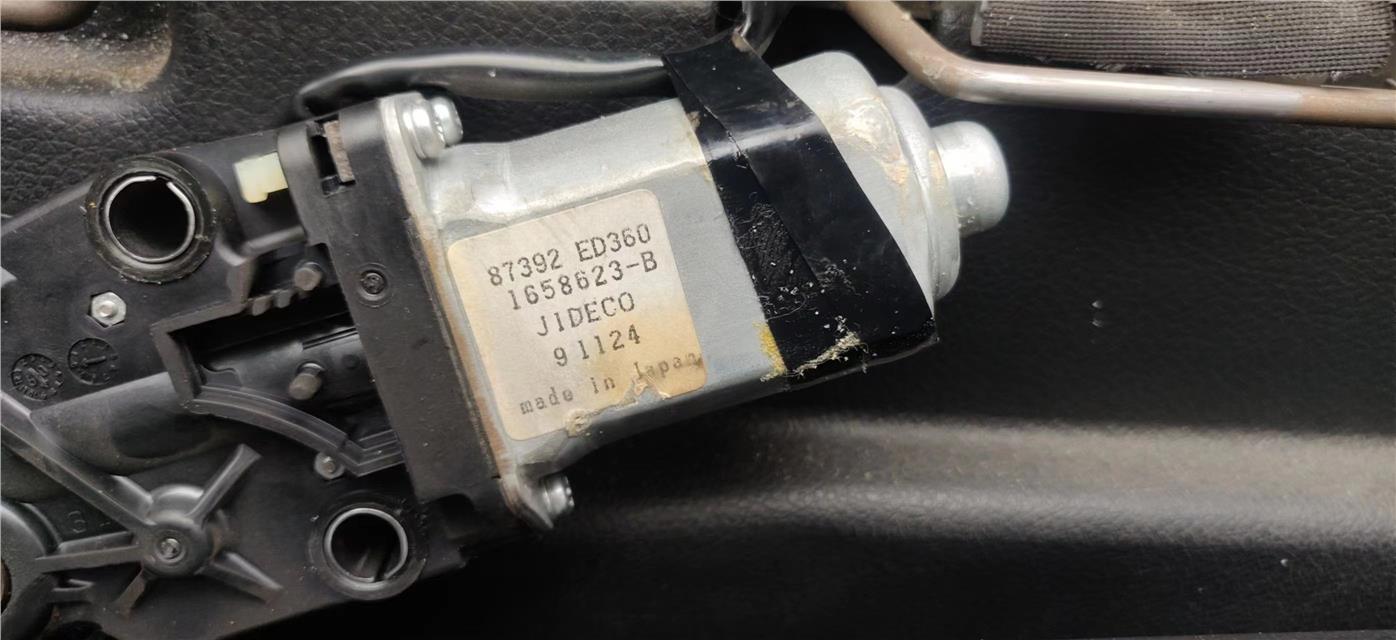 87392 ED360
1658623-B
JIDECO
91124
made in Japan